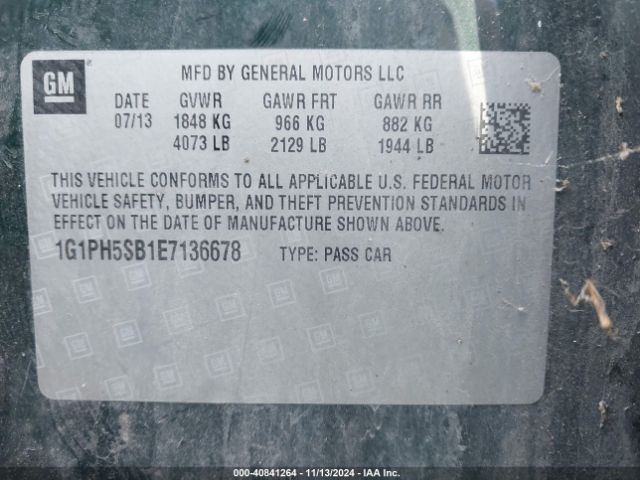 GM
MFD BY GENERAL MOTORS LLC
DATE GVWR GAWR FRT GAWR RR
07/13 1848 KG 966 KG 882 KG
4073 LB 2129 LB 1944 LB
THIS VEHICLE CONFORMS TO ALL APPLICABLE U.S. FEDERAL MOTOR
VEHICLE SAFETY, BUMPER, AND THEFT PREVENTION STANDARDS IN
EFFECT ON THE DATE OF MANUFACTURE SHOWN ABOVE.
1G1PH5SB1E7136678 TYPE: PASS CAR
000-40841264 - 11/13/2024 - IAA Inc.